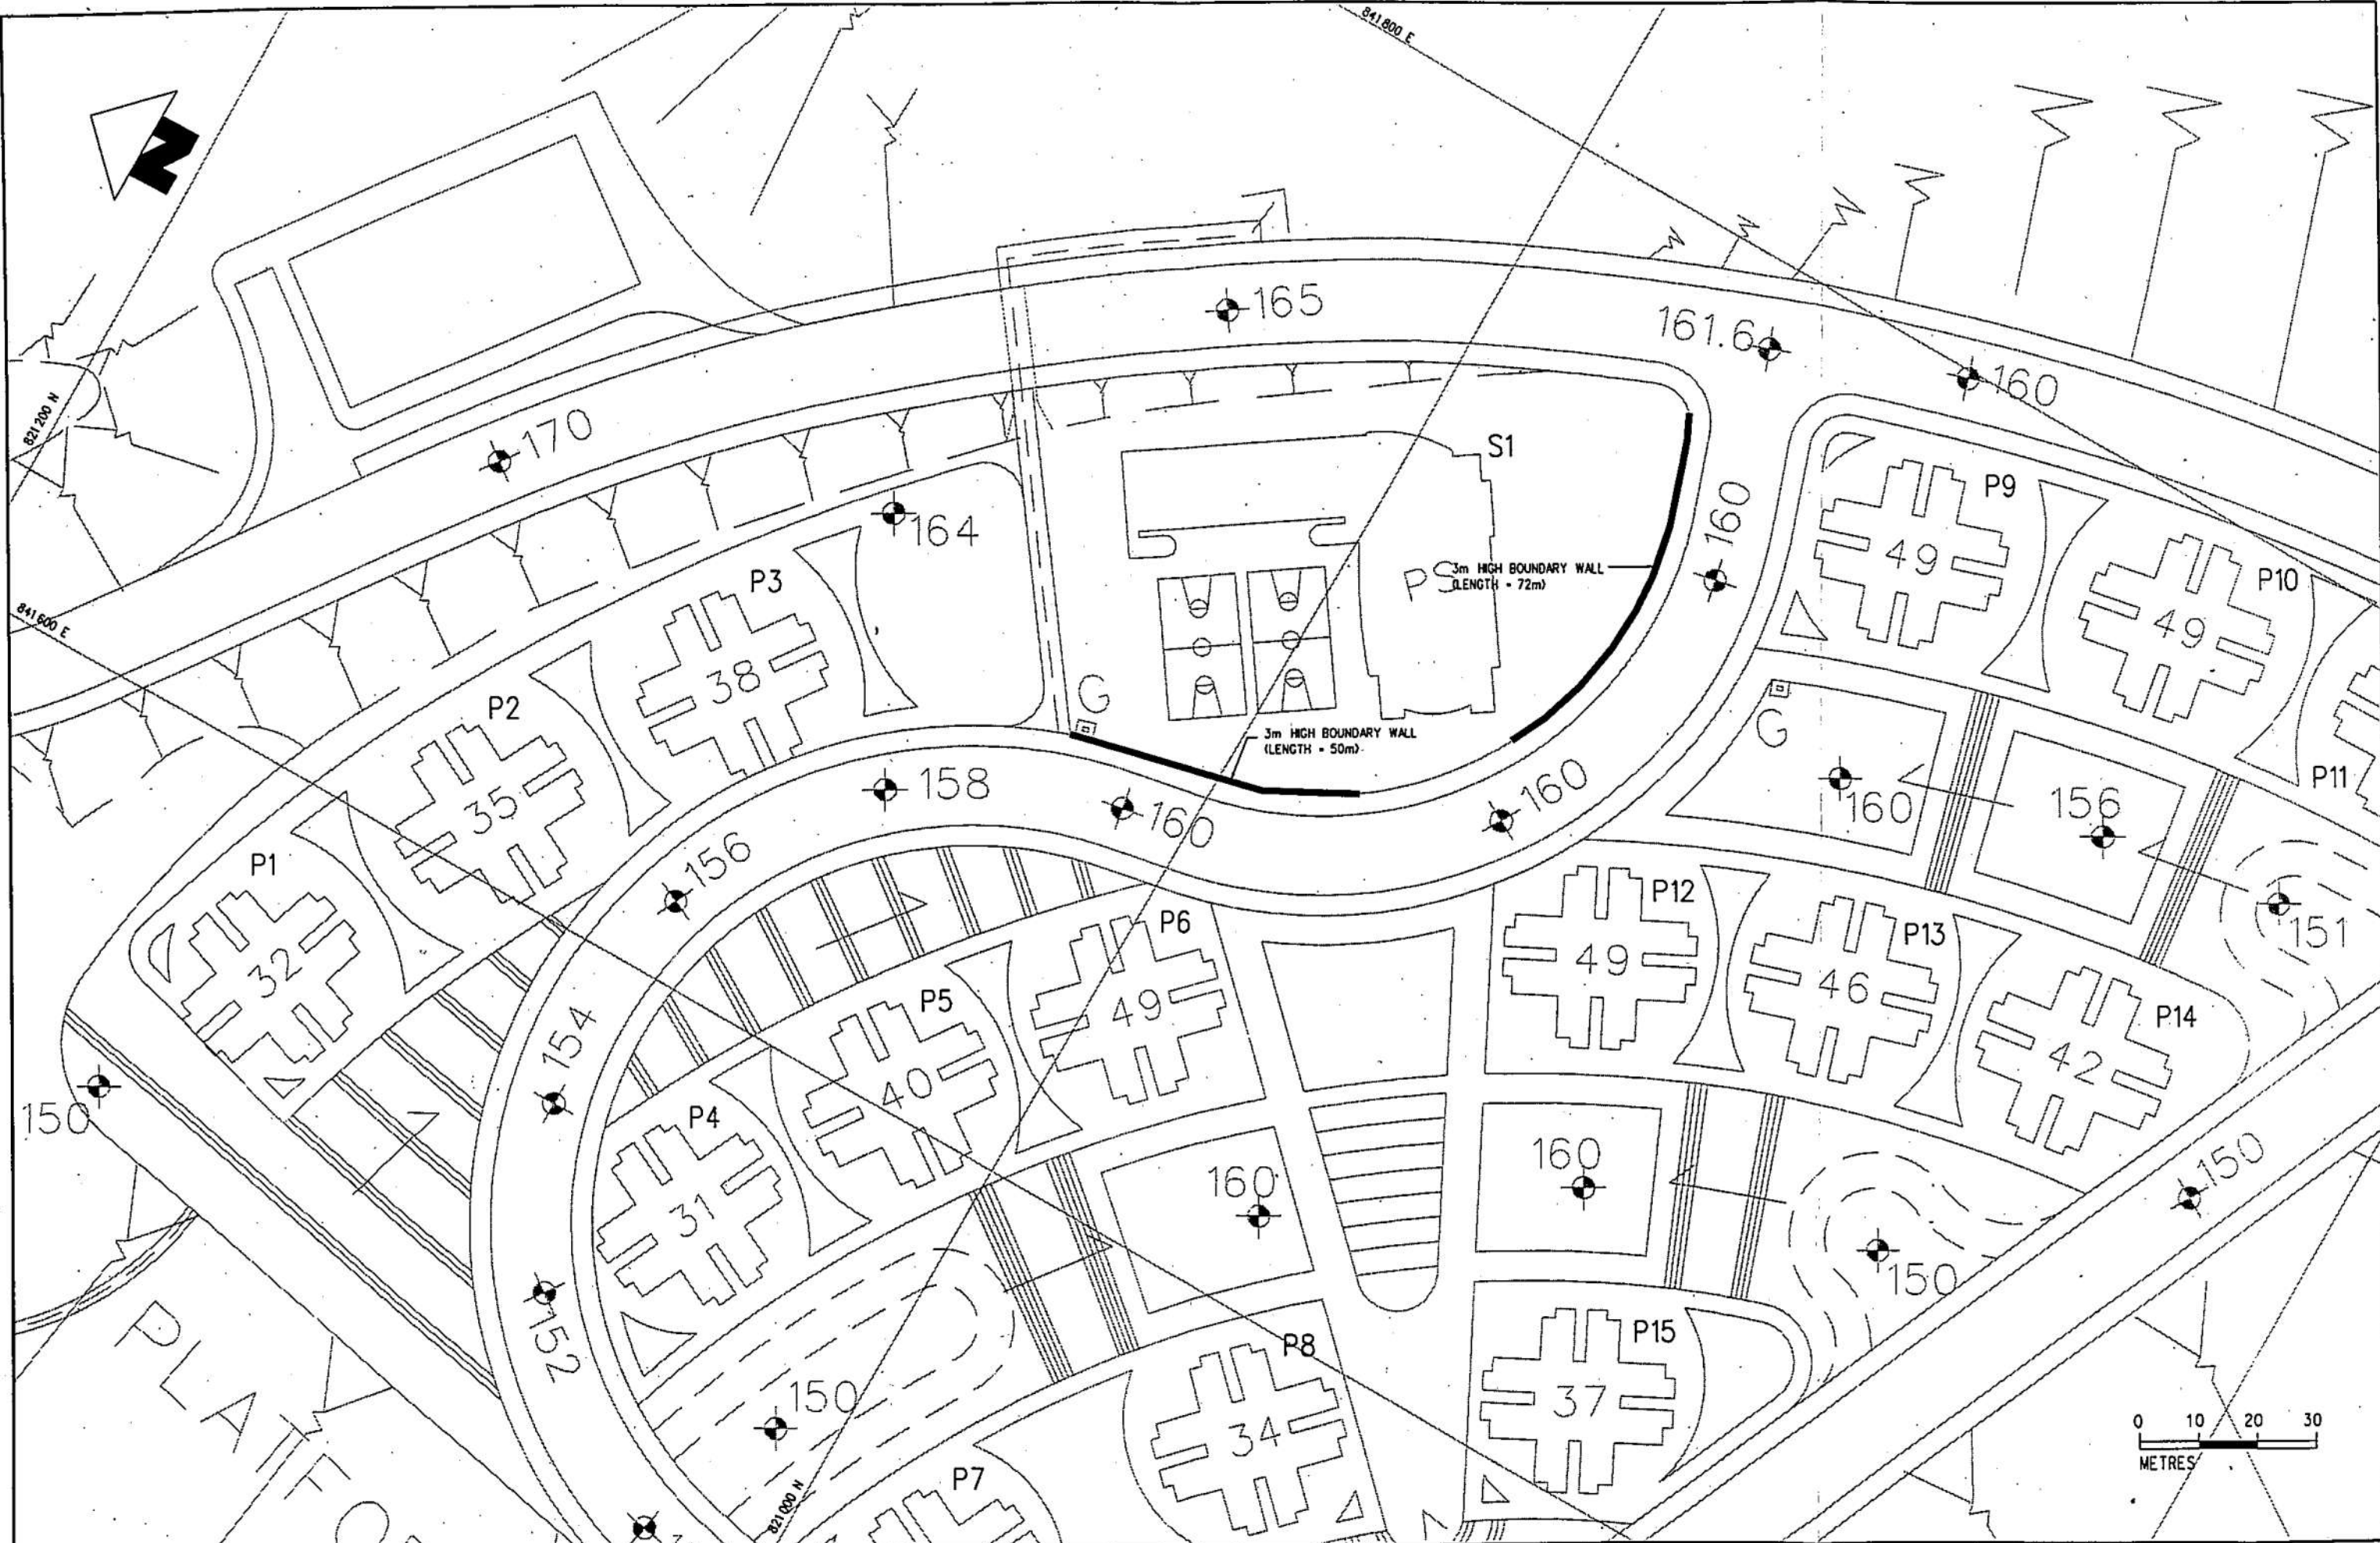 841800 E
N
165
161.6
160
821200 N
170
S1
P9
164
160
49
P3
PS
3m HIGH BOUNDARY WALL
(LENGTH = 72m)
P10
49
841600 E
38
G
P2
3m HIGH BOUNDARY WALL
(LENGTH = 50m)
G
P11
35
158
160
160
160
156
P1
156
P12
P6
P13
151
32
49
46
49
P5
P14
154
40
42
P4
150
31
160
160
150
150
152
P8
P15
PLATFO
150
37
34
0 10 20 30
METRES
P7
821000 N